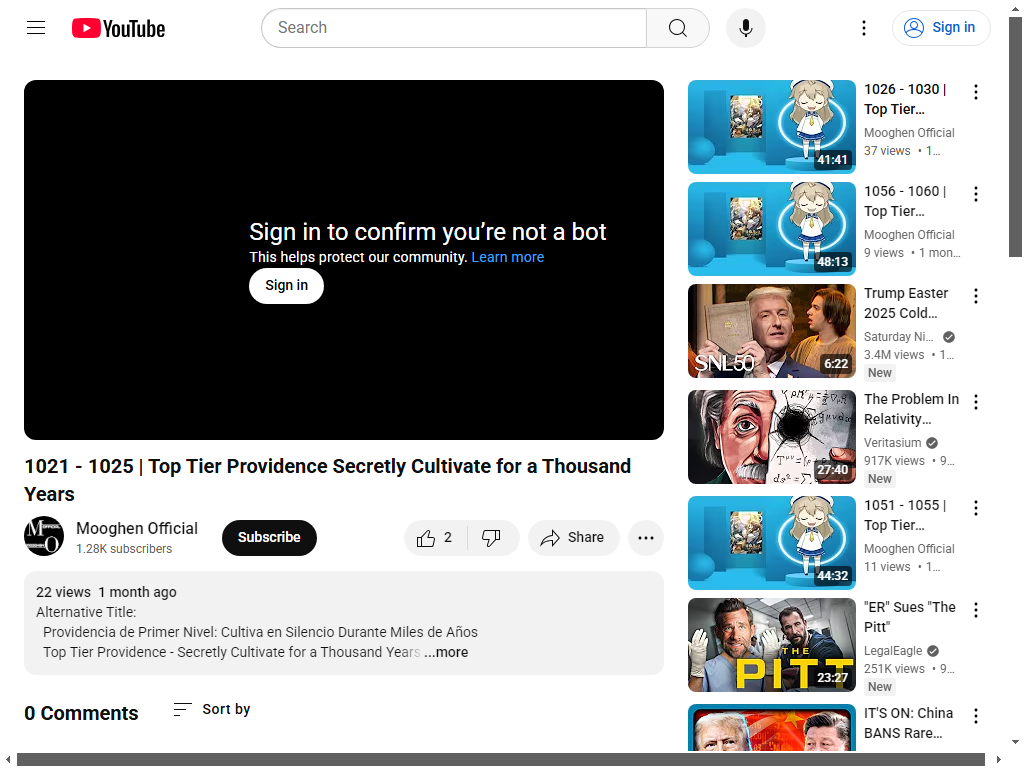 YouTube
Search
Sign in
Sign in to confirm you're not a bot
This helps protect our community. Learn more
Sign in
1021 - 1025 | Top Tier Providence Secretly Cultivate for a Thousand
Years
Mooghen Official
1.28K subscribers
Subscribe
2
Share
22 views 1 month ago
Alternative Title:
Providencia de Primer Nivel: Cultiva en Silencio Durante Miles de Años
Top Tier Providence - Secretly Cultivate for a Thousand Years ...more
0 Comments
Sort by
41:41
1026 - 1030 |
Top Tier...
Mooghen Official
37 views • 1...
48:13
1056 - 1060 |
Top Tier...
Mooghen Official
9 views • 1 mon...
SNL50
6:22
Trump Easter
2025 Cold...
Saturday Ni...
3.4M views • 1...
New
27:40
The Problem In
Relativity...
Veritasium
917K views • 9...
New
44:32
1051 - 1055 |
Top Tier...
Mooghen Official
11 views • 1...
THE
PITT
23:27
"ER" Sues "The
Pitt"
LegalEagle
251K views • 9...
New
IT'S ON: China
BANS Rare...